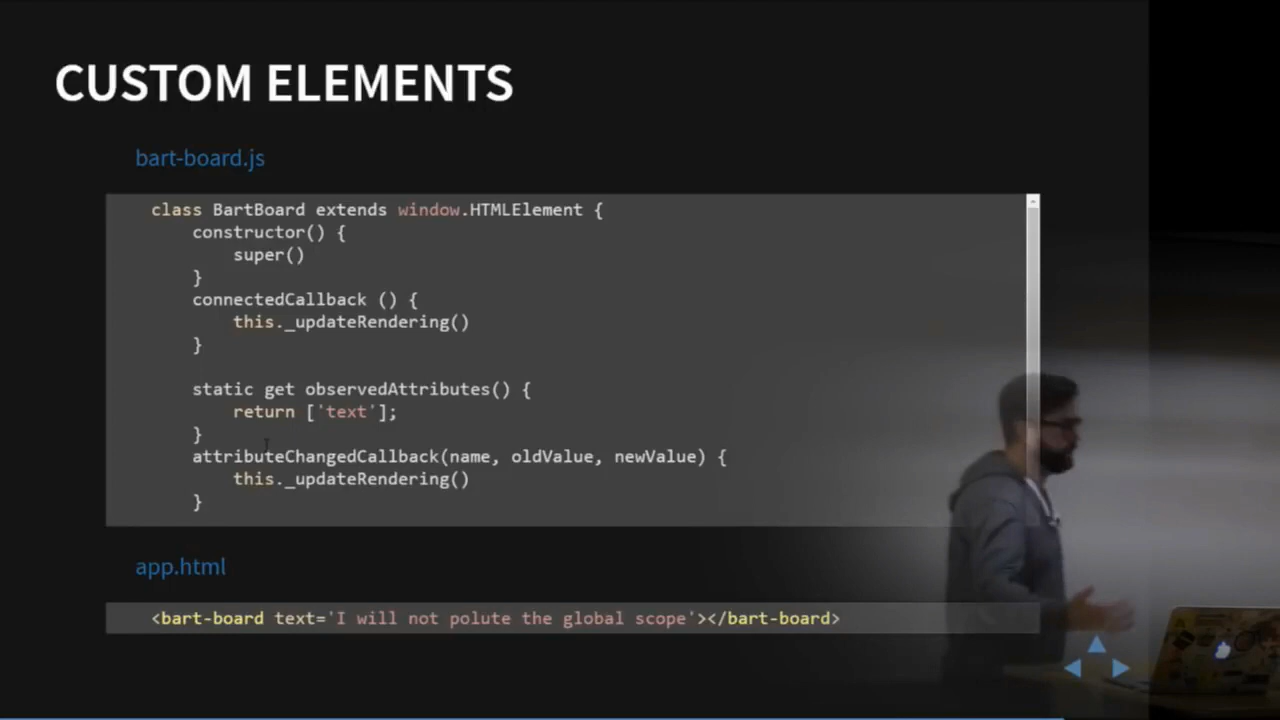 CUSTOM ELEMENTS
bart-board.js
class BartBoard extends window.HTMLElement {
    constructor() {
        super()
    }
    connectedCallback () {
        this._updateRendering()
    }

    static get observedAttributes() {
        return ['text'];
    }
    attributeChangedCallback(name, oldValue, newValue) {
        this._updateRendering()
    }
app.html
<bart-board text='I will not polute the global scope'></bart-board>